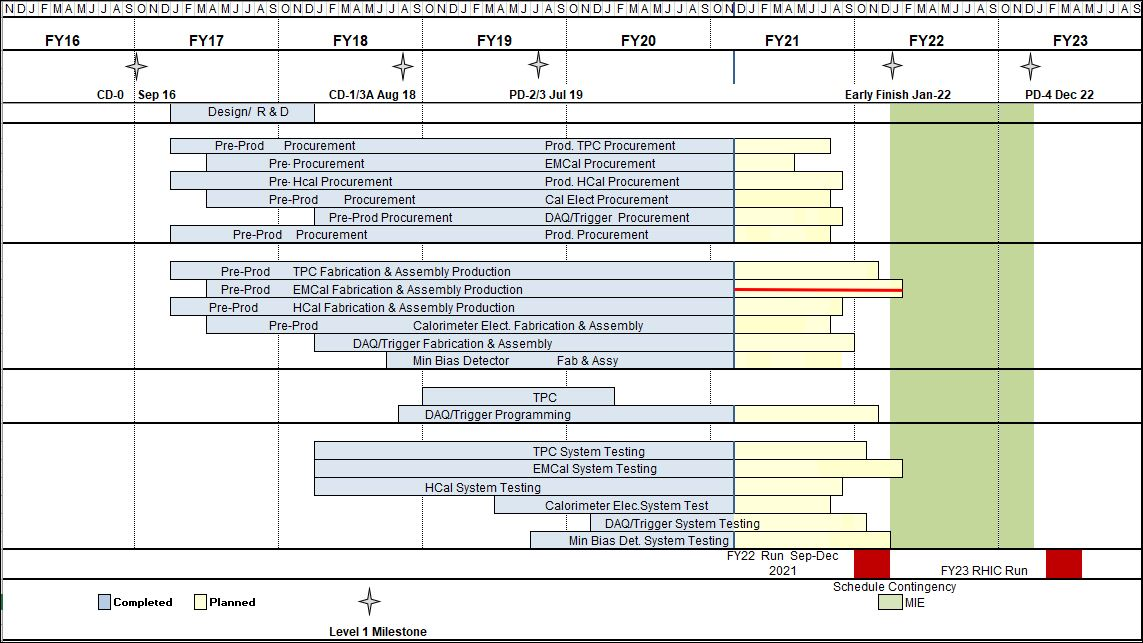 N D J F M A M J J A S O N D J F M A M J J A S O N D J F M A M J J A S O N D J F M A M J J A S O N D J F M A M J J A S O N D J F M A M J J A S O N D J F M A M J J A S O N D J F M A M J J A S
FY16 FY17 FY18 FY19 FY20 FY21 FY22 FY23
CD-0 Sep 16 CD-1/3A Aug 18 PD-2/3 Jul 19 Early Finish Jan-22 PD-4 Dec 22
Design/ R & D
Pre-Prod Procurement Prod. TPC Procurement
Pre- Procurement EMCal Procurement
Pre- Hcal Procurement Prod. HCal Procurement
Pre-Prod Procurement Cal Elect Procurement
Pre-Prod Procurement DAQ/Trigger Procurement
Pre-Prod Procurement Prod. Procurement
Pre-Prod TPC Fabrication & Assembly Production
Pre-Prod EMCal Fabrication & Assembly Production
Pre-Prod HCal Fabrication & Assembly Production
Pre-Prod Calorimeter Elect. Fabrication & Assembly
DAQ/Trigger Fabrication & Assembly
Min Bias Detector Fab & Assy
TPC
DAQ/Trigger Programming
TPC System Testing
EMCal System Testing
HCal System Testing
Calorimeter Elec.System Test
DAQ/Trigger System Testing
Min Bias Det. System Testing
FY22 Run Sep-Dec
2021
FY23 RHIC Run
Schedule Contingency
Completed Planned MIE
Level 1 Milestone